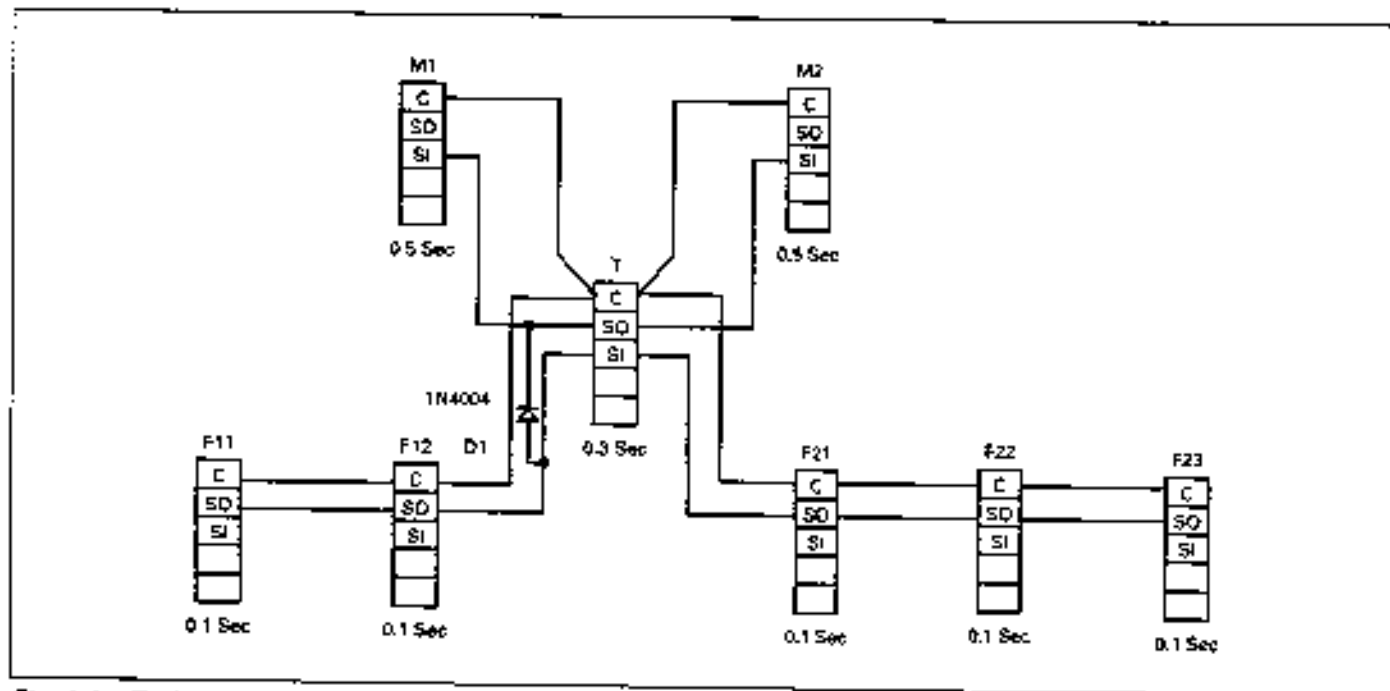 M1
C
SO
SI
0.5 Sec
M2
C
SO
SI
0.5 Sec
T
C
SO
SI
0.3 Sec
1N4004
D1
F11
C
SO
SI
0.1 Sec
F12
C
SO
SI
0.1 Sec
F21
C
SO
SI
0.1 Sec
F22
C
SO
SI
0.1 Sec
F23
C
SO
SI
0.1 Sec